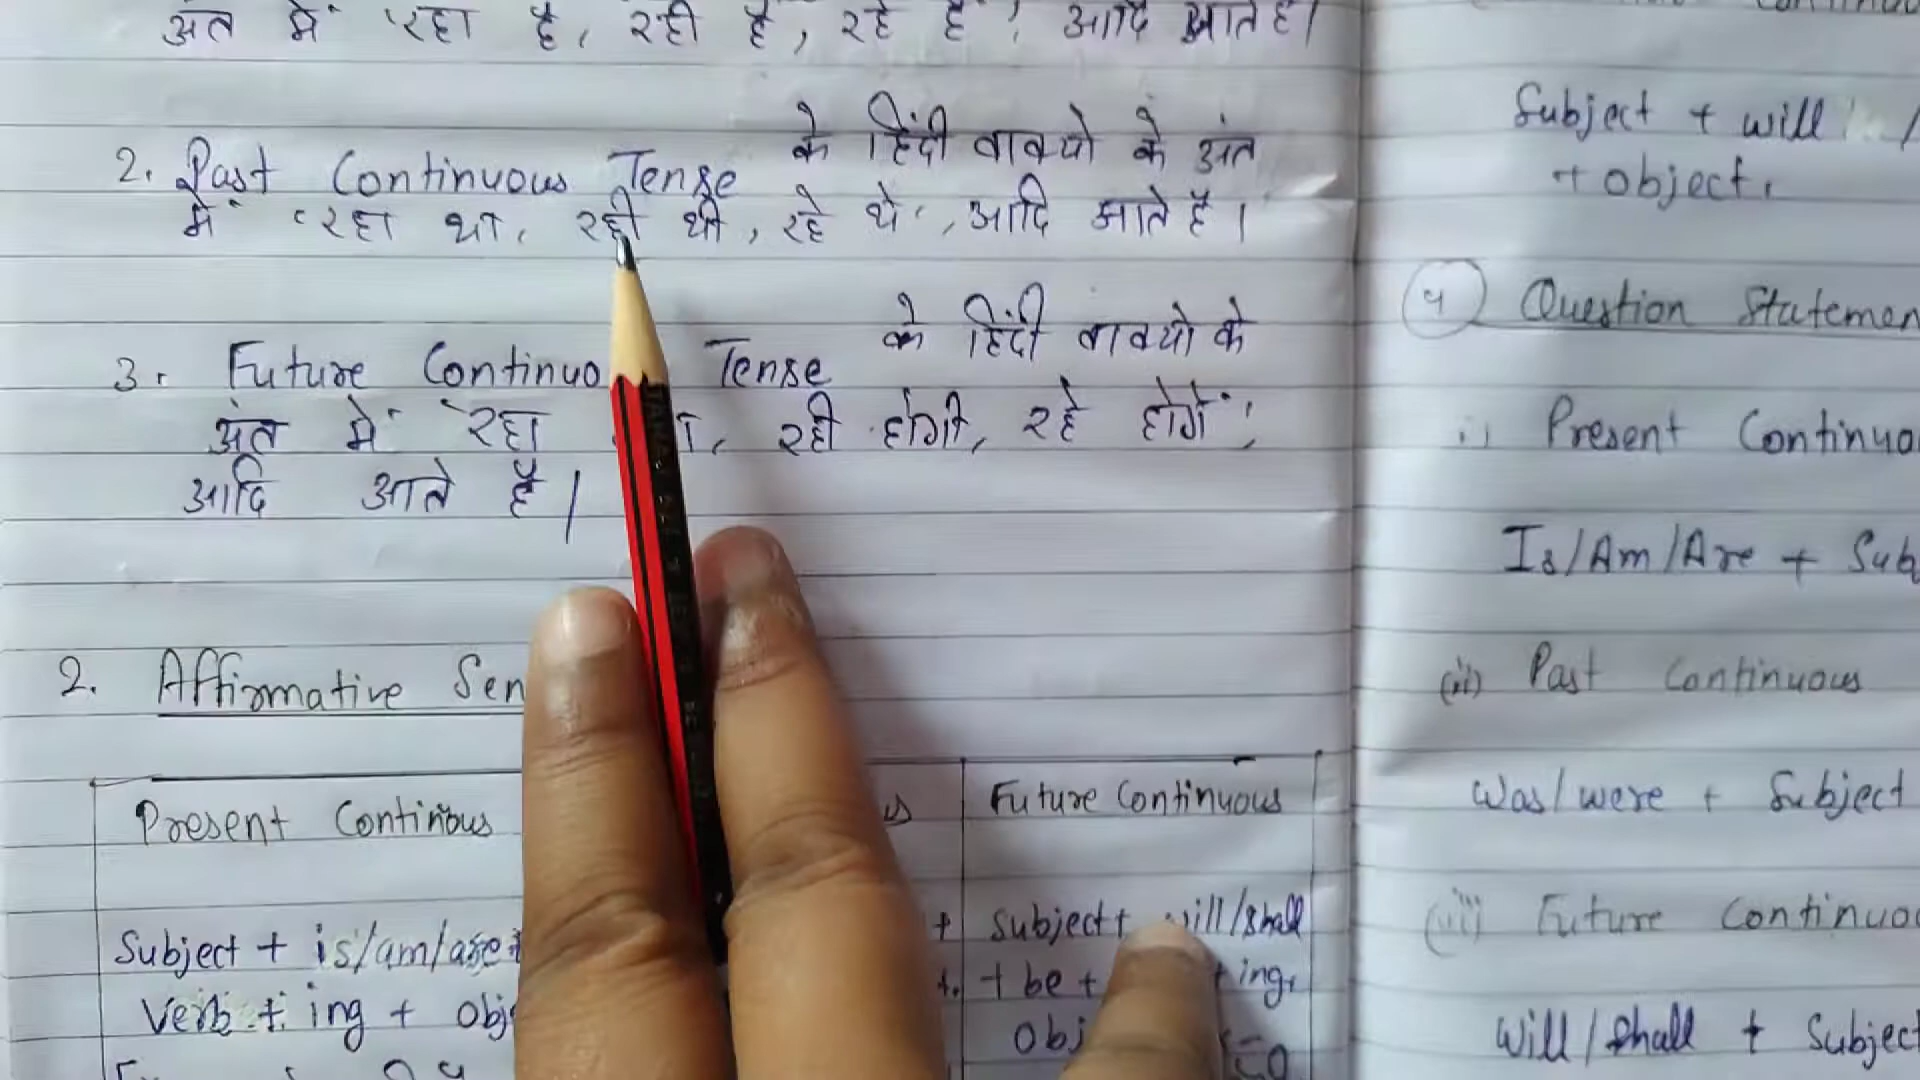 अंत में 'रहा है, रही है, रहे हैं' आदि आते है।
2. Past Continuous Tense के हिंदी वाक्यो के अंत
में 'रहा था, रही थी, रहे थे', आदि आते है।
3. Future Continuo Tense के हिंदी वाक्यो के
अंत में 'रहा रही होगी, रहे होगें'
आदि आते है।
2. Affirmative Sen
Present Continous
Future Continuous
Subject + is/am/are +
Verb + ing + obj
+ Subject + will/shall
+ be + + ing,
Obj
Subject + will /
+ object.
4 Question Statemen
i) Present Continuo
Is/Am/Are + Sub
(ii) Past Continuous
Was/were + Subject
(iii) Future Continuo
Will/Shall + Subject